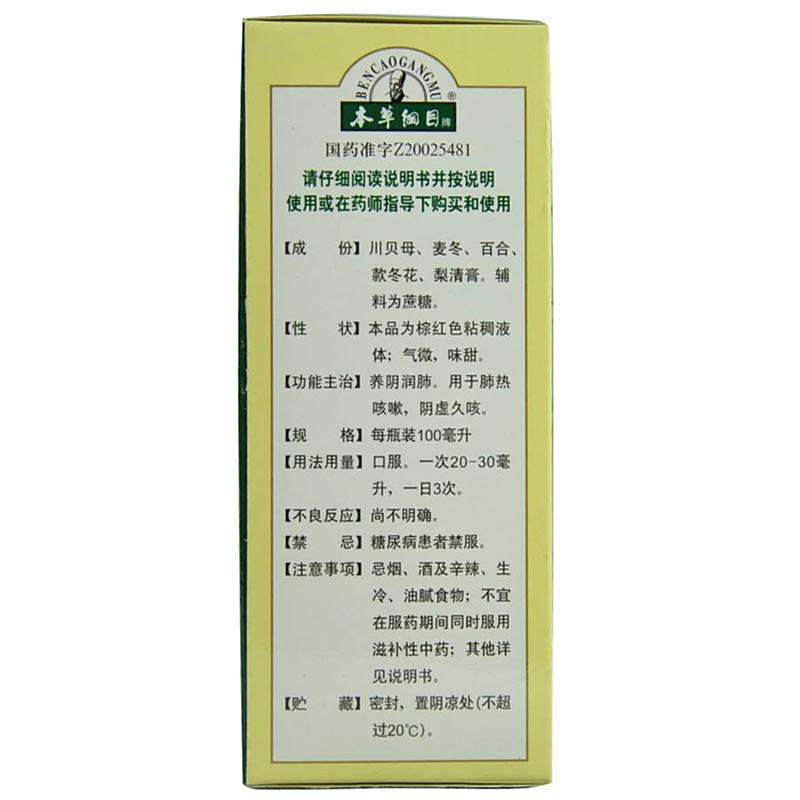 BENCAOGANGMU
本草纲目牌®
国药准字Z20025481
请仔细阅读说明书并按说明
使用或在药师指导下购买和使用
【成　份】川贝母、麦冬、百合、
款冬花、梨清膏。辅
料为蔗糖。
【性　状】本品为棕红色粘稠液
体；气微，味甜。
【功能主治】养阴润肺。用于肺热
咳嗽，阴虚久咳。
【规　格】每瓶装100毫升
【用法用量】口服。一次20~30毫
升，一日3次。
【不良反应】尚不明确。
【禁　忌】糖尿病患者禁服。
【注意事项】忌烟、酒及辛辣、生
冷、油腻食物；不宜
在服药期间同时服用
滋补性中药；其他详
见说明书。
【贮　藏】密封，置阴凉处(不超
过20℃)。